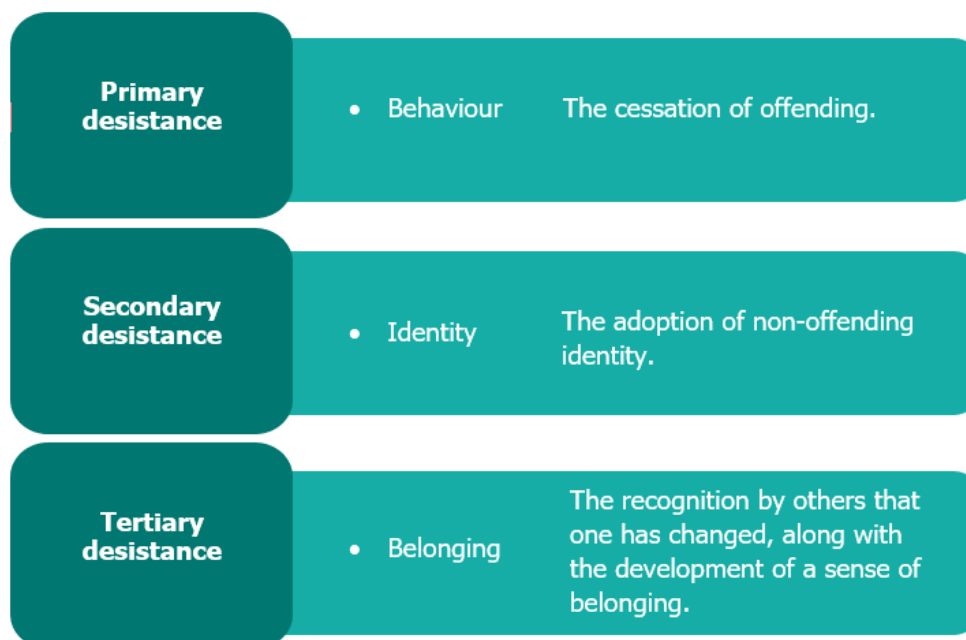 Primary
desistance
• Behaviour
The cessation of offending.
Secondary
desistance
• Identity
The adoption of non-offending
identity.
Tertiary
desistance
• Belonging
The recognition by others that
one has changed, along with
the development of a sense of
belonging.